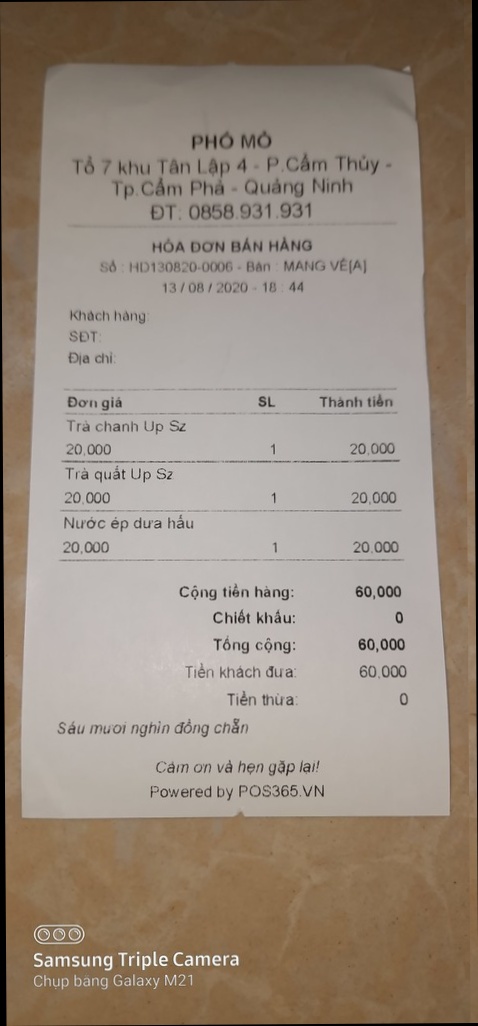 PHỐ MỎ
Tổ 7 khu Tân Lập 4 - P.Cẩm Thủy -
Tp.Cẩm Phả - Quảng Ninh
ĐT: 0858.931.931
HÓA ĐƠN BÁN HÀNG
Số : HD130820-0006 - Bàn : MANG VỀ[A]
13 / 08 / 2020 - 18 : 44
Khách hàng:
SĐT:
Địa chỉ:
Đơn giá SL Thành tiền
Trà chanh Up Sz
20,000 1 20,000
Trà quất Up Sz
20,000 1 20,000
Nước ép dưa hấu
20,000 1 20,000
Cộng tiền hàng: 60,000
Chiết khấu: 0
Tổng cộng: 60,000
Tiền khách đưa: 60,000
Tiền thừa: 0
Sáu mươi nghìn đồng chẵn
Cảm ơn và hẹn gặp lại!
Powered by POS365.VN
Samsung Triple Camera
Chụp bằng Galaxy M21